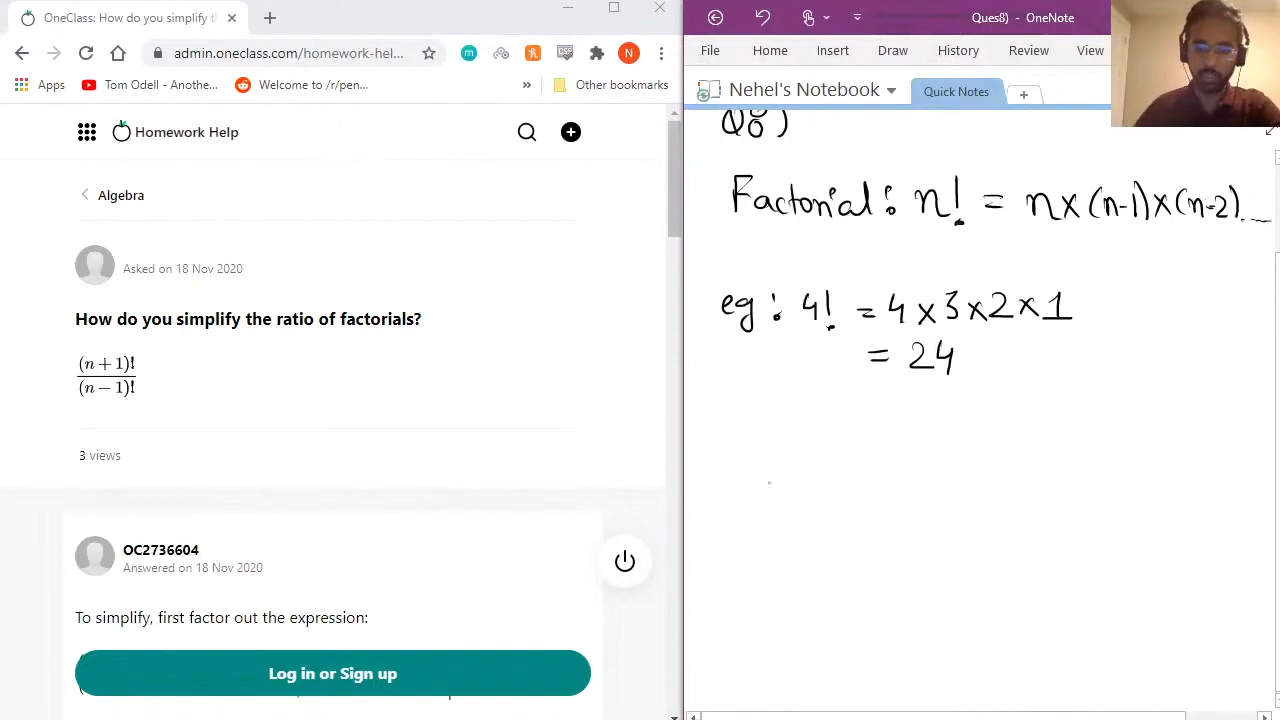 OneClass: How do you simplify t
admin.oneclass.com/homework-hel...
N
Apps
Tom Odell - Anothe...
Welcome to /r/pen...
»
Other bookmarks
Homework Help
Algebra
Asked on 18 Nov 2020
How do you simplify the ratio of factorials?
(n + 1)!
(n − 1)!
3 views
OC2736604
Answered on 18 Nov 2020
To simplify, first factor out the expression:
Log in or Sign up
Ques8) - OneNote
File Home Insert Draw History Review View
Nehel's Notebook
Quick Notes
Q8)
Factorial: n! = n×(n-1)×(n-2)....
eg: 4! = 4 × 3 × 2 × 1
= 24